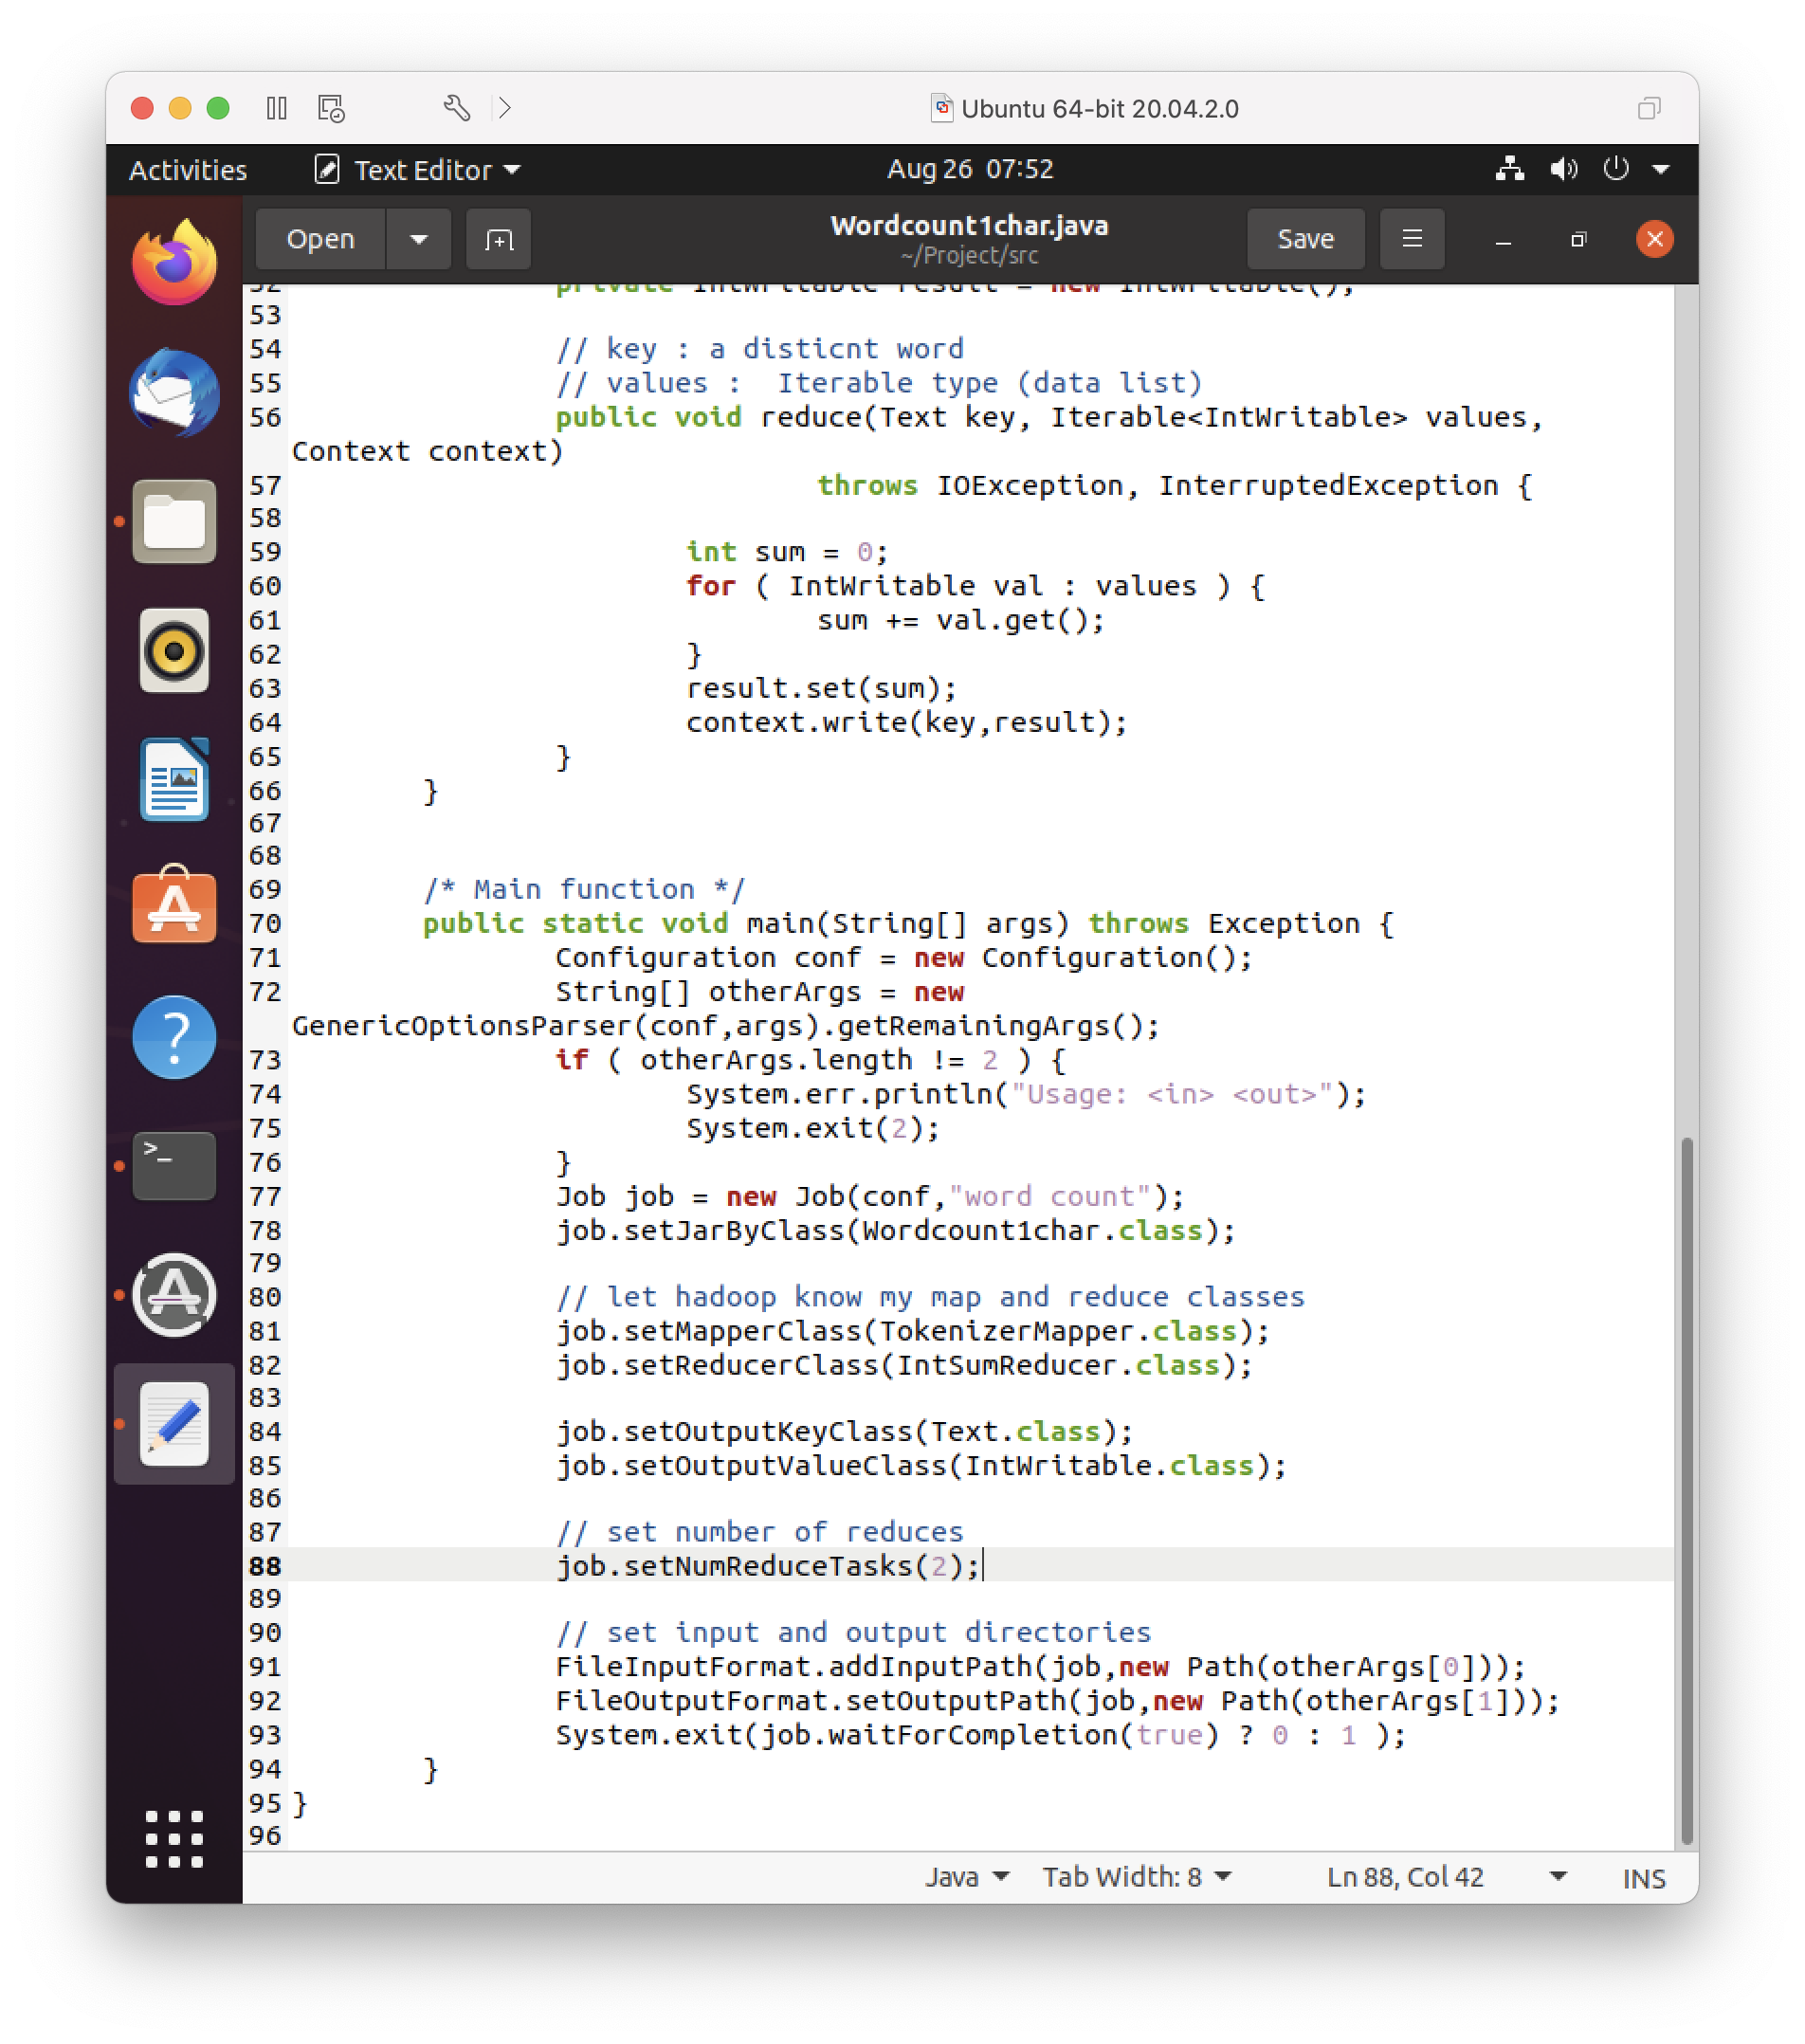 Ubuntu 64-bit 20.04.2.0
Activities Text Editor Aug 26 07:52
Open Wordcount1char.java Save
~/Project/src
52 private IntWritable result = new IntWritable();
53
54 // key : a disticnt word
55 // values :  Iterable type (data list)
56 public void reduce(Text key, Iterable<IntWritable> values,
Context context)
57 throws IOException, InterruptedException {
58
59 int sum = 0;
60 for ( IntWritable val : values ) {
61 sum += val.get();
62 }
63 result.set(sum);
64 context.write(key,result);
65 }
66 }
67
68
69 /* Main function */
70 public static void main(String[] args) throws Exception {
71 Configuration conf = new Configuration();
72 String[] otherArgs = new
GenericOptionsParser(conf,args).getRemainingArgs();
73 if ( otherArgs.length != 2 ) {
74 System.err.println("Usage: <in> <out>");
75 System.exit(2);
76 }
77 Job job = new Job(conf,"word count");
78 job.setJarByClass(Wordcount1char.class);
79
80 // let hadoop know my map and reduce classes
81 job.setMapperClass(TokenizerMapper.class);
82 job.setReducerClass(IntSumReducer.class);
83
84 job.setOutputKeyClass(Text.class);
85 job.setOutputValueClass(IntWritable.class);
86
87 // set number of reduces
88 job.setNumReduceTasks(2);
89
90 // set input and output directories
91 FileInputFormat.addInputPath(job,new Path(otherArgs[0]));
92 FileOutputFormat.setOutputPath(job,new Path(otherArgs[1]));
93 System.exit(job.waitForCompletion(true) ? 0 : 1 );
94 }
95 }
96
Java Tab Width: 8 Ln 88, Col 42 INS